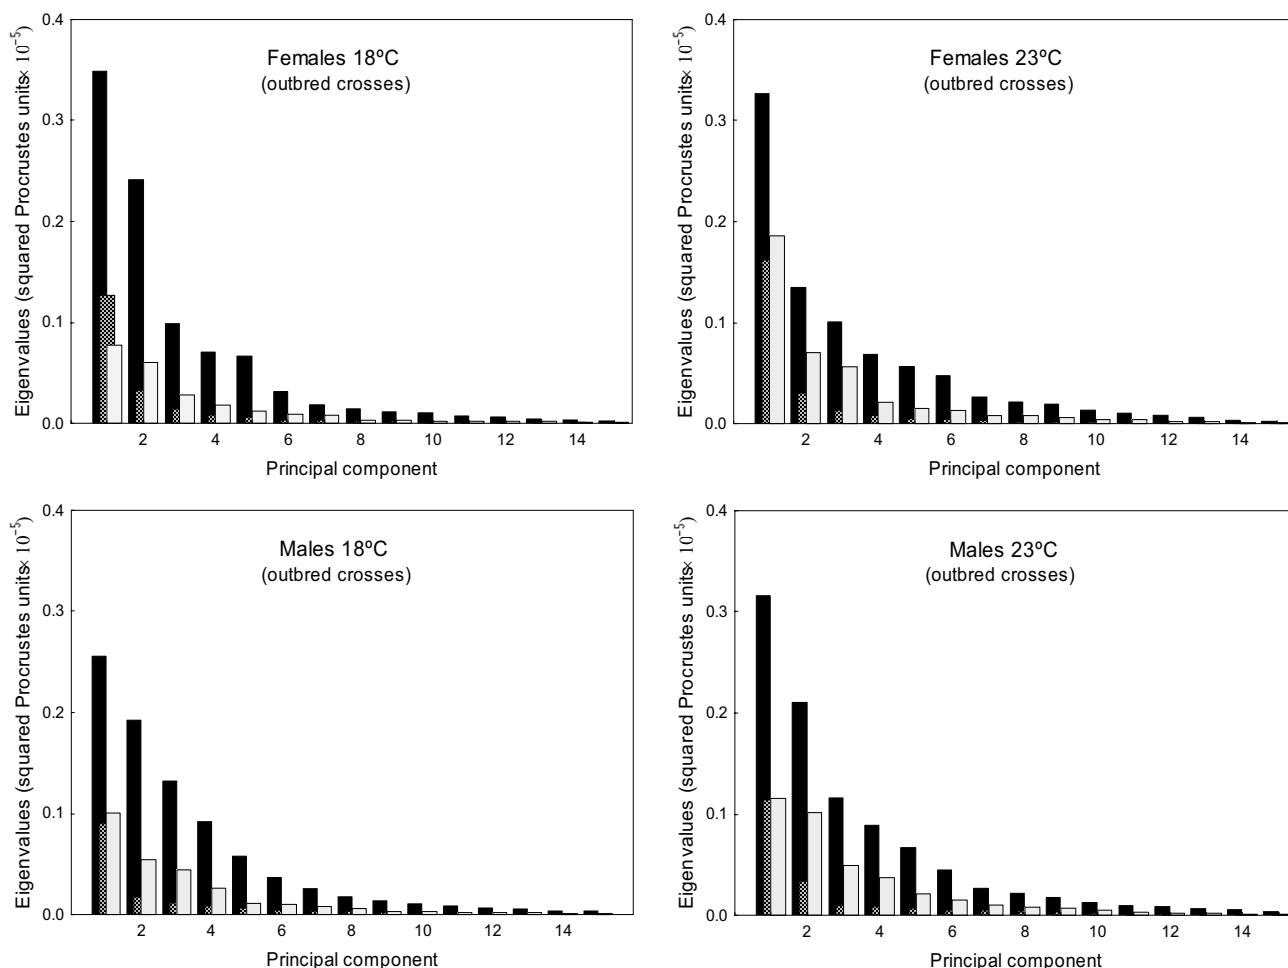 Females 18ºC
(outbred crosses)
Eigenvalues (squared Procrustes units× 10⁻⁵)
0.4
0.3
0.2
0.1
0.0
2 4 6 8 10 12 14
Principal component
Females 23ºC
(outbred crosses)
Eigenvalues (squared Procrustes units× 10⁻⁵)
0.4
0.3
0.2
0.1
0.0
2 4 6 8 10 12 14
Principal component
Males 18ºC
(outbred crosses)
Eigenvalues (squared Procrustes units× 10⁻⁵)
0.4
0.3
0.2
0.1
0.0
2 4 6 8 10 12 14
Principal component
Males 23ºC
(outbred crosses)
Eigenvalues (squared Procrustes units× 10⁻⁵)
0.4
0.3
0.2
0.1
0.0
2 4 6 8 10 12 14
Principal component